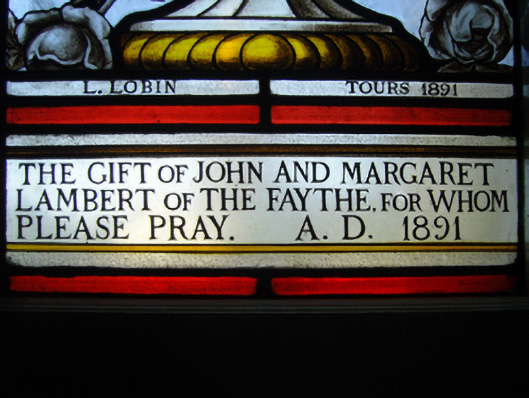 L. LOBIN TOURS 1891
THE GIFT OF JOHN AND MARGARET
LAMBERT OF THE FAYTHE, FOR WHOM
PLEASE PRAY. A. D. 1891